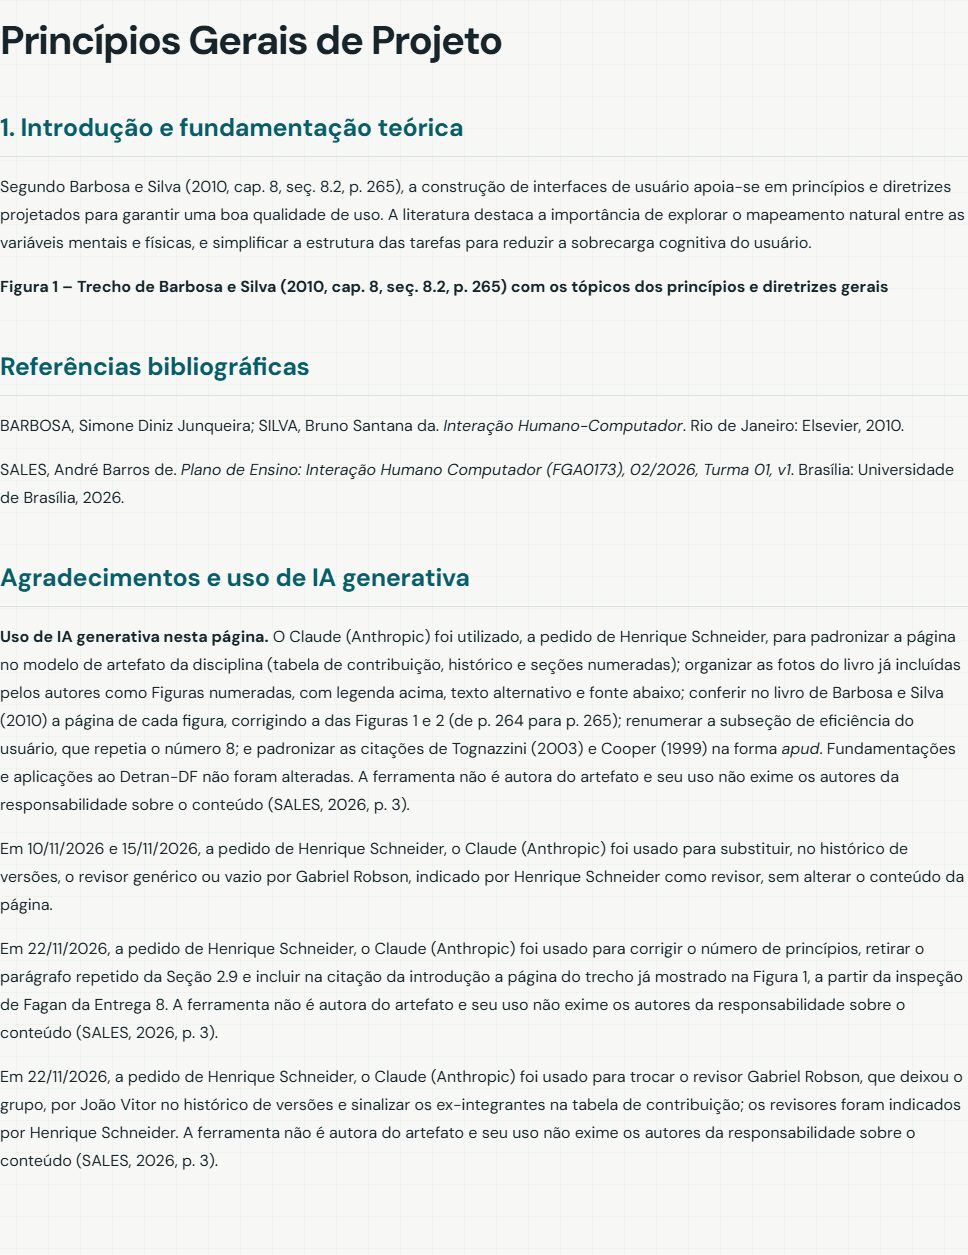 Princípios Gerais de Projeto
1. Introdução e fundamentação teórica
Segundo Barbosa e Silva (2010, cap. 8, seç. 8.2, p. 265), a construção de interfaces de usuário apoia-se em princípios e diretrizes
projetados para garantir uma boa qualidade de uso. A literatura destaca a importância de explorar o mapeamento natural entre as
variáveis mentais e físicas, e simplificar a estrutura das tarefas para reduzir a sobrecarga cognitiva do usuário.
Figura 1 – Trecho de Barbosa e Silva (2010, cap. 8, seç. 8.2, p. 265) com os tópicos dos princípios e diretrizes gerais
Referências bibliográficas
BARBOSA, Simone Diniz Junqueira; SILVA, Bruno Santana da. Interação Humano-Computador. Rio de Janeiro: Elsevier, 2010.
SALES, André Barros de. Plano de Ensino: Interação Humano Computador (FGA0173), 02/2026, Turma 01, v1. Brasília: Universidade
de Brasília, 2026.
Agradecimentos e uso de IA generativa
Uso de IA generativa nesta página. O Claude (Anthropic) foi utilizado, a pedido de Henrique Schneider, para padronizar a página
no modelo de artefato da disciplina (tabela de contribuição, histórico e seções numeradas); organizar as fotos do livro já incluídas
pelos autores como Figuras numeradas, com legenda acima, texto alternativo e fonte abaixo; conferir no livro de Barbosa e Silva
(2010) a página de cada figura, corrigindo a das Figuras 1 e 2 (de p. 264 para p. 265); renumerar a subseção de eficiência do
usuário, que repetia o número 8; e padronizar as citações de Tognazzini (2003) e Cooper (1999) na forma apud. Fundamentações
e aplicações ao Detran-DF não foram alteradas. A ferramenta não é autora do artefato e seu uso não exime os autores da
responsabilidade sobre o conteúdo (SALES, 2026, p. 3).
Em 10/11/2026 e 15/11/2026, a pedido de Henrique Schneider, o Claude (Anthropic) foi usado para substituir, no histórico de
versões, o revisor genérico ou vazio por Gabriel Robson, indicado por Henrique Schneider como revisor, sem alterar o conteúdo da
página.
Em 22/11/2026, a pedido de Henrique Schneider, o Claude (Anthropic) foi usado para corrigir o número de princípios, retirar o
parágrafo repetido da Seção 2.9 e incluir na citação da introdução a página do trecho já mostrado na Figura 1, a partir da inspeção
de Fagan da Entrega 8. A ferramenta não é autora do artefato e seu uso não exime os autores da responsabilidade sobre o
conteúdo (SALES, 2026, p. 3).
Em 22/11/2026, a pedido de Henrique Schneider, o Claude (Anthropic) foi usado para trocar o revisor Gabriel Robson, que deixou o
grupo, por João Vitor no histórico de versões e sinalizar os ex-integrantes na tabela de contribuição; os revisores foram indicados
por Henrique Schneider. A ferramenta não é autora do artefato e seu uso não exime os autores da responsabilidade sobre o
conteúdo (SALES, 2026, p. 3).